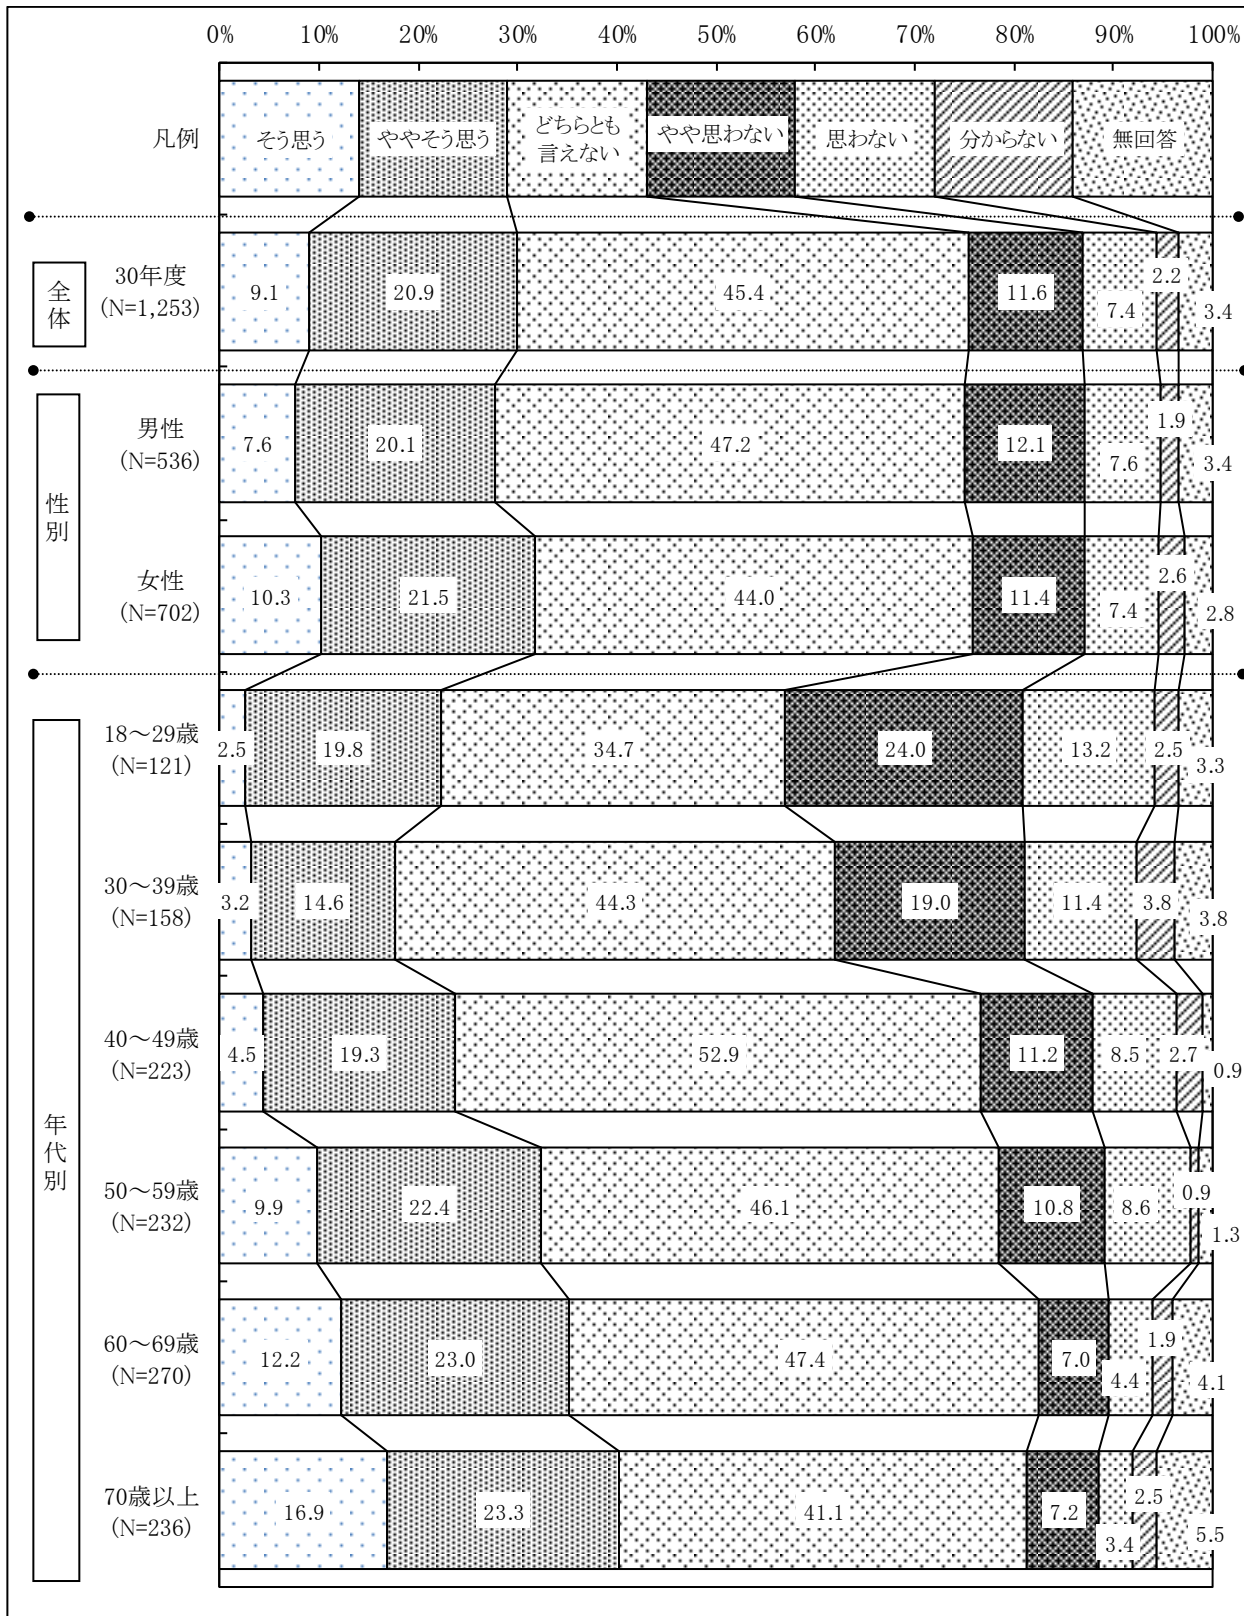 0% 10% 20% 30% 40% 50% 60% 70% 80% 90% 100%
凡例
そう思う
ややそう思う
どちらとも
言えない
やや思わない
思わない
分からない
無回答
全体
30年度
(N=1,253)
9.1 20.9 45.4 11.6 7.4 2.2 3.4
性別
男性
(N=536)
7.6 20.1 47.2 12.1 7.6 1.9 3.4
女性
(N=702)
10.3 21.5 44.0 11.4 7.4 2.6 2.8
年代別
18～29歳
(N=121)
2.5 19.8 34.7 24.0 13.2 2.5 3.3
30～39歳
(N=158)
3.2 14.6 44.3 19.0 11.4 3.8 3.8
40～49歳
(N=223)
4.5 19.3 52.9 11.2 8.5 2.7 0.9
50～59歳
(N=232)
9.9 22.4 46.1 10.8 8.6 0.9 1.3
60～69歳
(N=270)
12.2 23.0 47.4 7.0 4.4 1.9 4.1
70歳以上
(N=236)
16.9 23.3 41.1 7.2 3.4 2.5 5.5